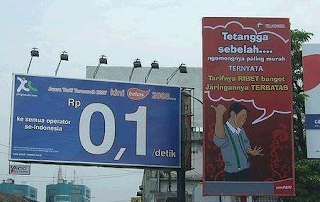 XL
Juara Tarif Termurah 2007 kini bebas 2008...
Rp 0,1 /detik
ke semua operator
se-Indonesia
TELKOMSEL
Tetangga
sebelah....
ngomongnya paling murah
TERNYATA
Tarifnya RIBET banget
Jaringannya TERBATAS